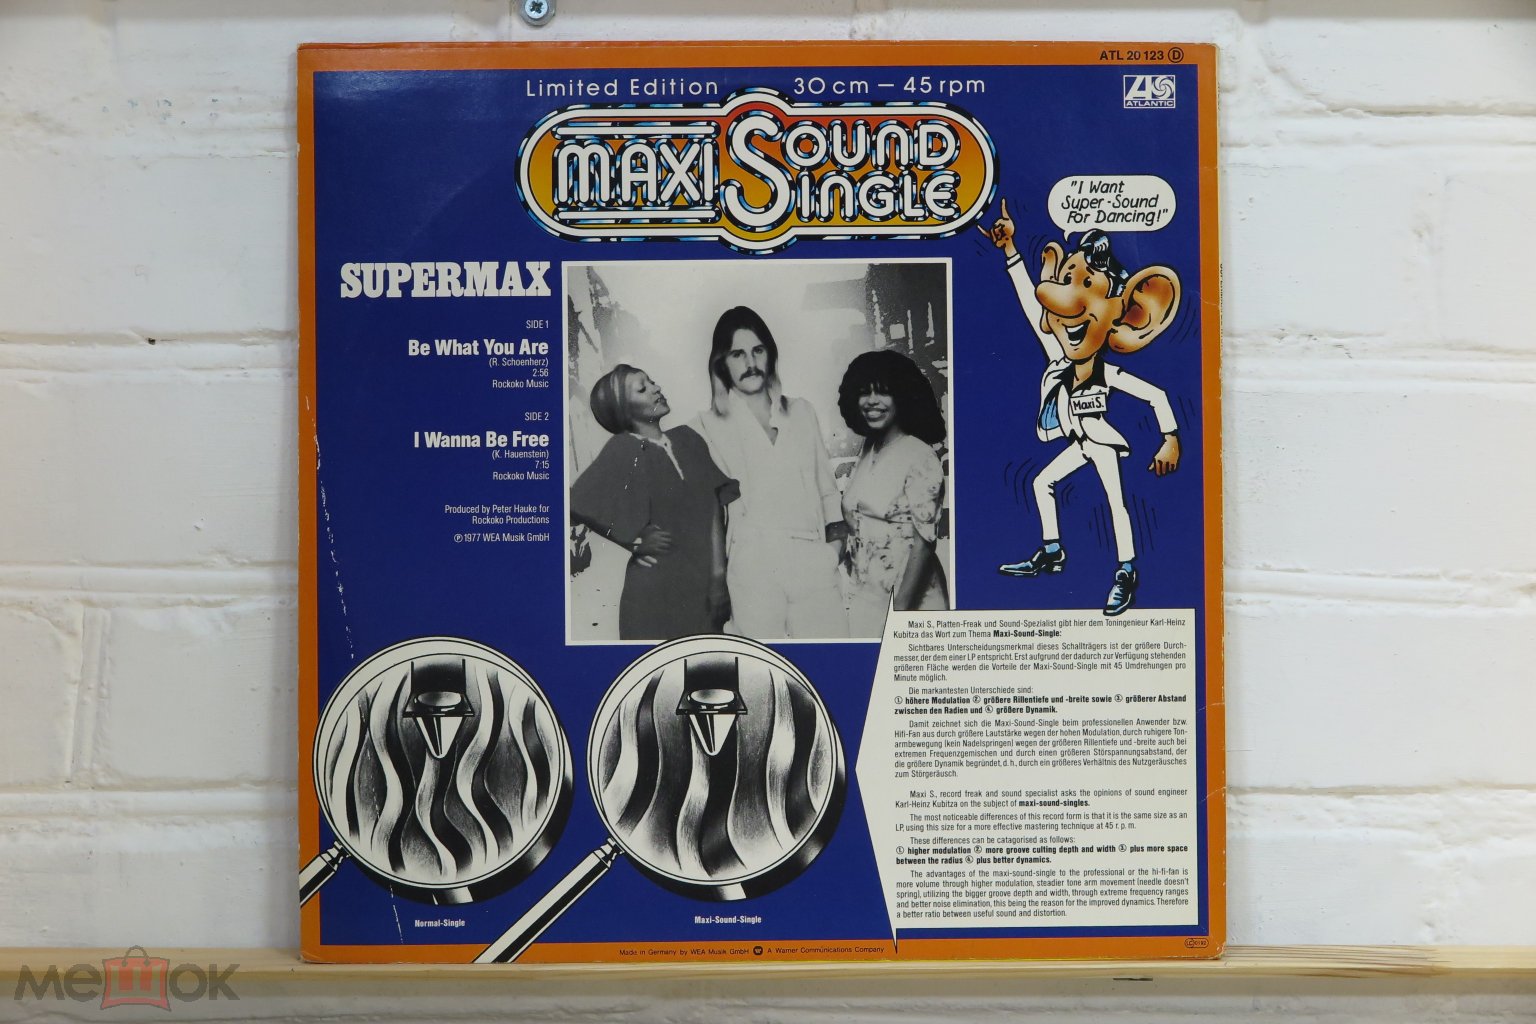 ATL 20 123 D
Limited Edition 30 cm — 45 rpm
ATLANTIC
MAXI SOUND SINGLE
"I Want
Super-Sound
For Dancing!"
Maxi S.
SUPERMAX
SIDE 1
Be What You Are
(R. Schoenherz)
2:56
Rockoko Music
SIDE 2
I Wanna Be Free
(K. Hauenstein)
7:15
Rockoko Music
Produced by Peter Hauke for
Rockoko Productions
℗ 1977 WEA Musik GmbH
Normal-Single
Maxi-Sound-Single
Maxi S., Platten-Freak und Sound-Spezialist gibt hier dem Toningenieur Karl-Heinz
Kubitza das Wort zum Thema Maxi-Sound-Single:
Sichtbares Unterscheidungsmerkmal dieses Schallträgers ist der größere Durch-
messer, der dem einer LP entspricht. Erst aufgrund der dadurch zur Verfügung stehenden
größeren Fläche werden die Vorteile der Maxi-Sound-Single mit 45 Umdrehungen pro
Minute möglich.
Die markantesten Unterschiede sind:
① höhere Modulation ② größere Rillentiefe und -breite sowie ③ größerer Abstand
zwischen den Radien und ④ größere Dynamik.
Damit zeichnet sich die Maxi-Sound-Single beim professionellen Anwender bzw.
Hifi-Fan aus durch größere Lautstärke wegen der hohen Modulation, durch ruhigere Ton-
armbewegung (kein Nadelspringen) wegen der größeren Rillentiefe und -breite auch bei
extremen Frequenzgemischen und durch einen größeren Störspannungsabstand, der
die größere Dynamik begründet, d. h., durch ein größeres Verhältnis des Nutzgeräusches
zum Störgeräusch.
Maxi S., record freak and sound specialist asks the opinions of sound engineer
Karl-Heinz Kubitza on the subject of maxi-sound-singles.
The most noticeable differences of this record form is that it is the same size as an
LP, using this size for a more effective mastering technique at 45 r. p. m.
These differences can be catagorised as follows:
① higher modulation ② more groove cutting depth and width ③ plus more space
between the radius ④ plus better dynamics.
The advantages of the maxi-sound-single to the professional or the hi-fi-fan is
more volume through higher modulation, steadier tone arm movement (needle doesn't
spring), utilizing the bigger groove depth and width, through extreme frequency ranges
and better noise elimination, this being the reason for the improved dynamics. Therefore
a better ratio between useful sound and distortion.
Made in Germany by WEA Musik GmbH A Warner Communications Company
LC 0192
мешок